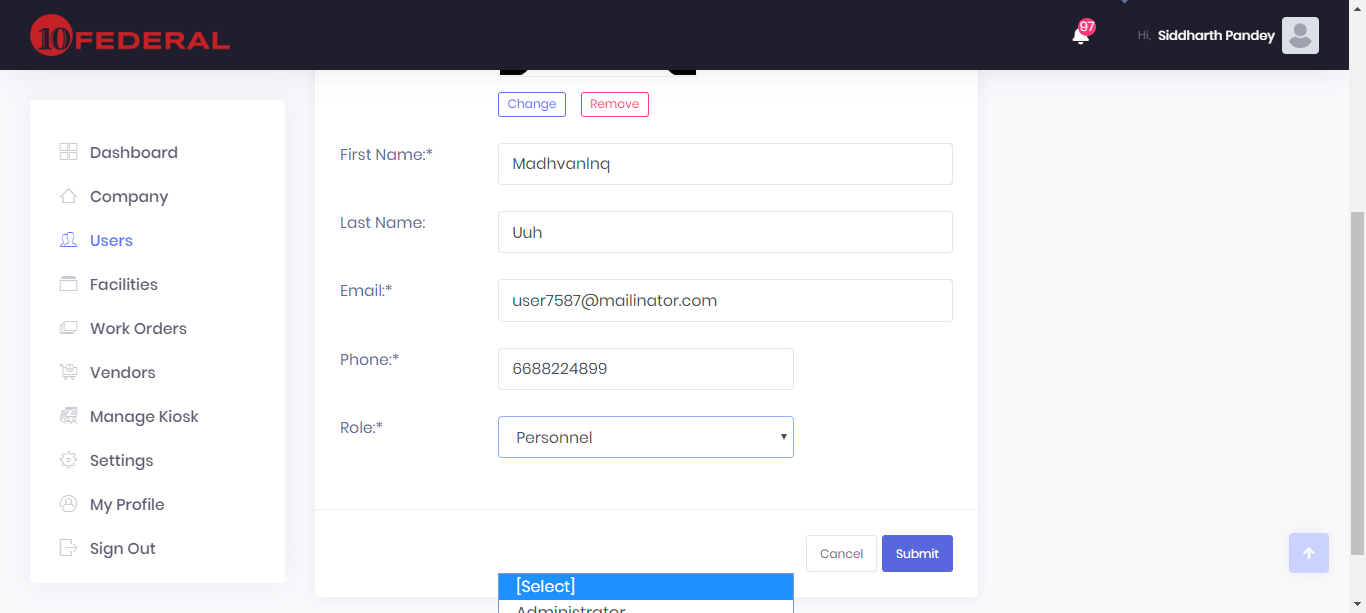 10 FEDERAL
97
Hi, Siddharth Pandey
Dashboard
Company
Users
Facilities
Work Orders
Vendors
Manage Kiosk
Settings
My Profile
Sign Out
Change Remove
First Name:* MadhvanInq
Last Name: Uuh
Email:* user7587@mailinator.com
Phone:* 6688224899
Role:* Personnel
Cancel Submit
[Select]
Administrator